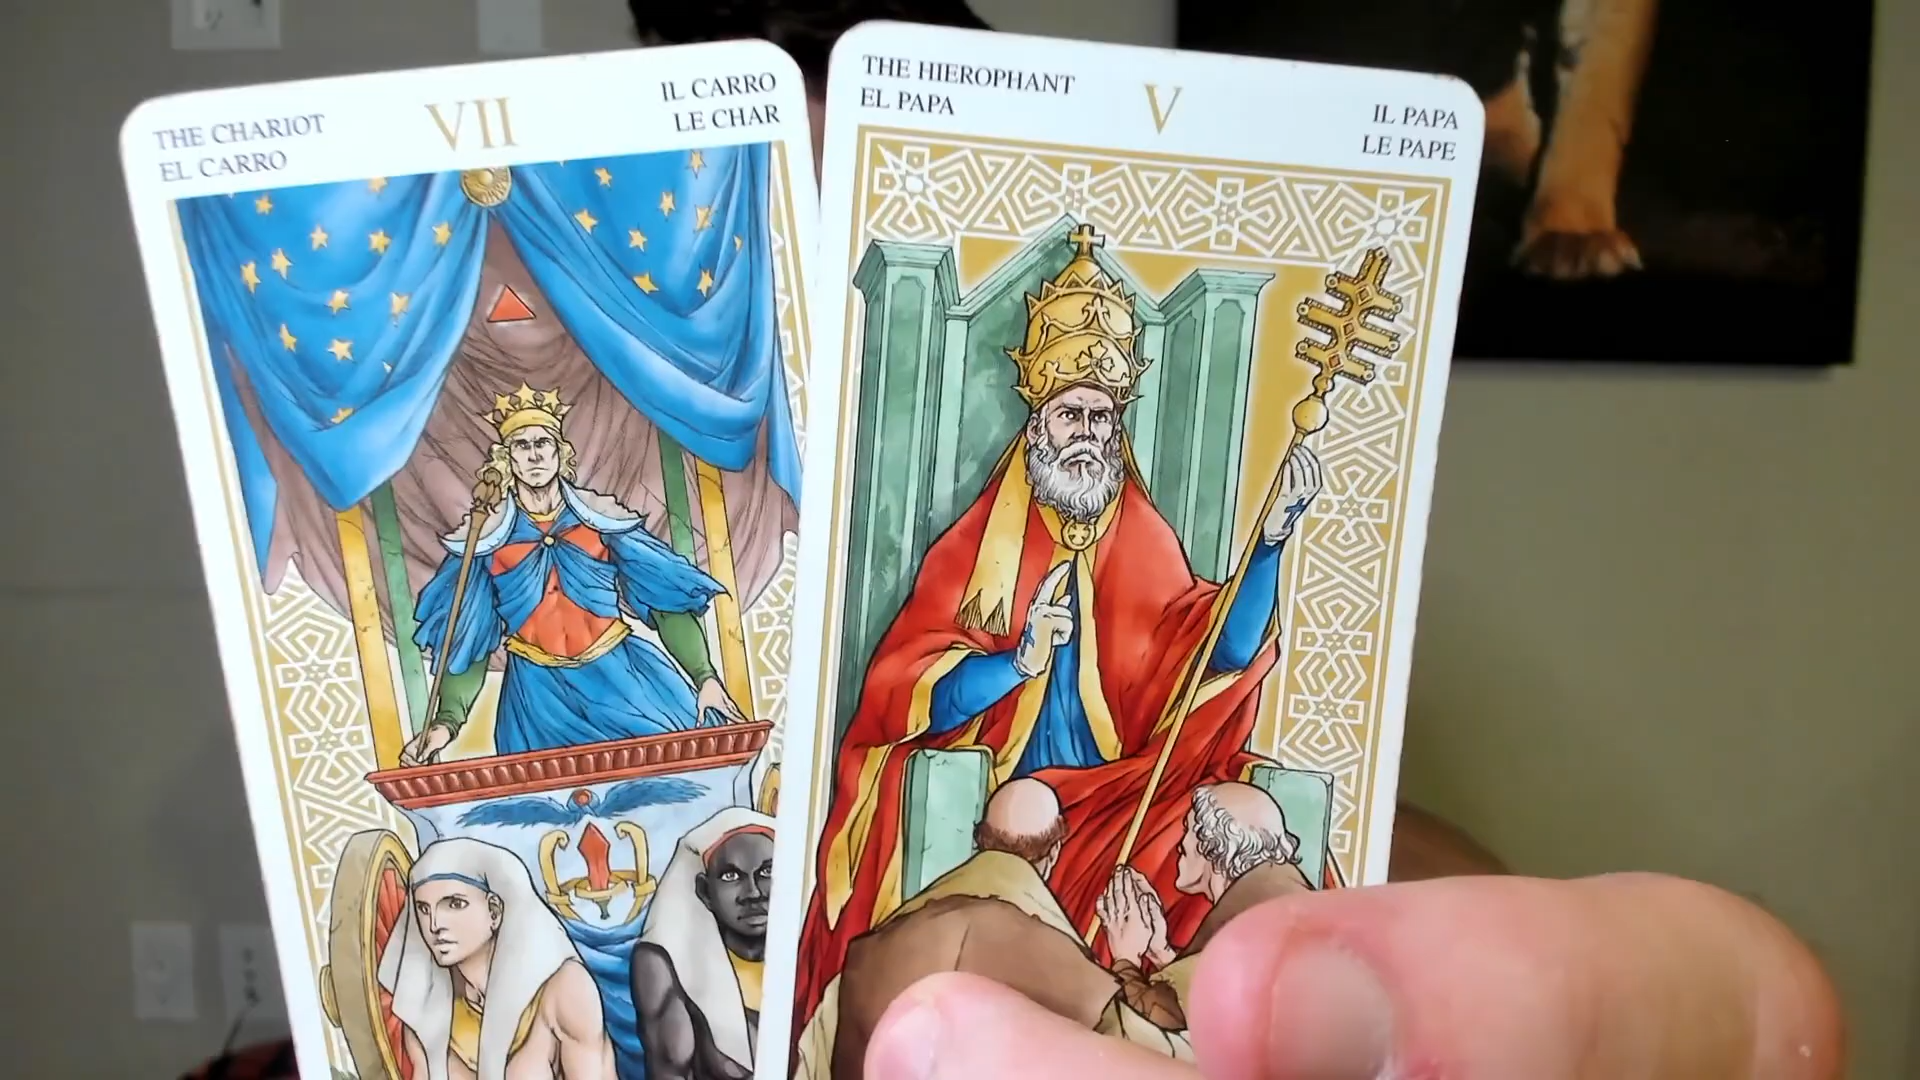 THE CHARIOT
EL CARRO
VII
IL CARRO
LE CHAR
THE HIEROPHANT
EL PAPA
V
IL PAPA
LE PAPE